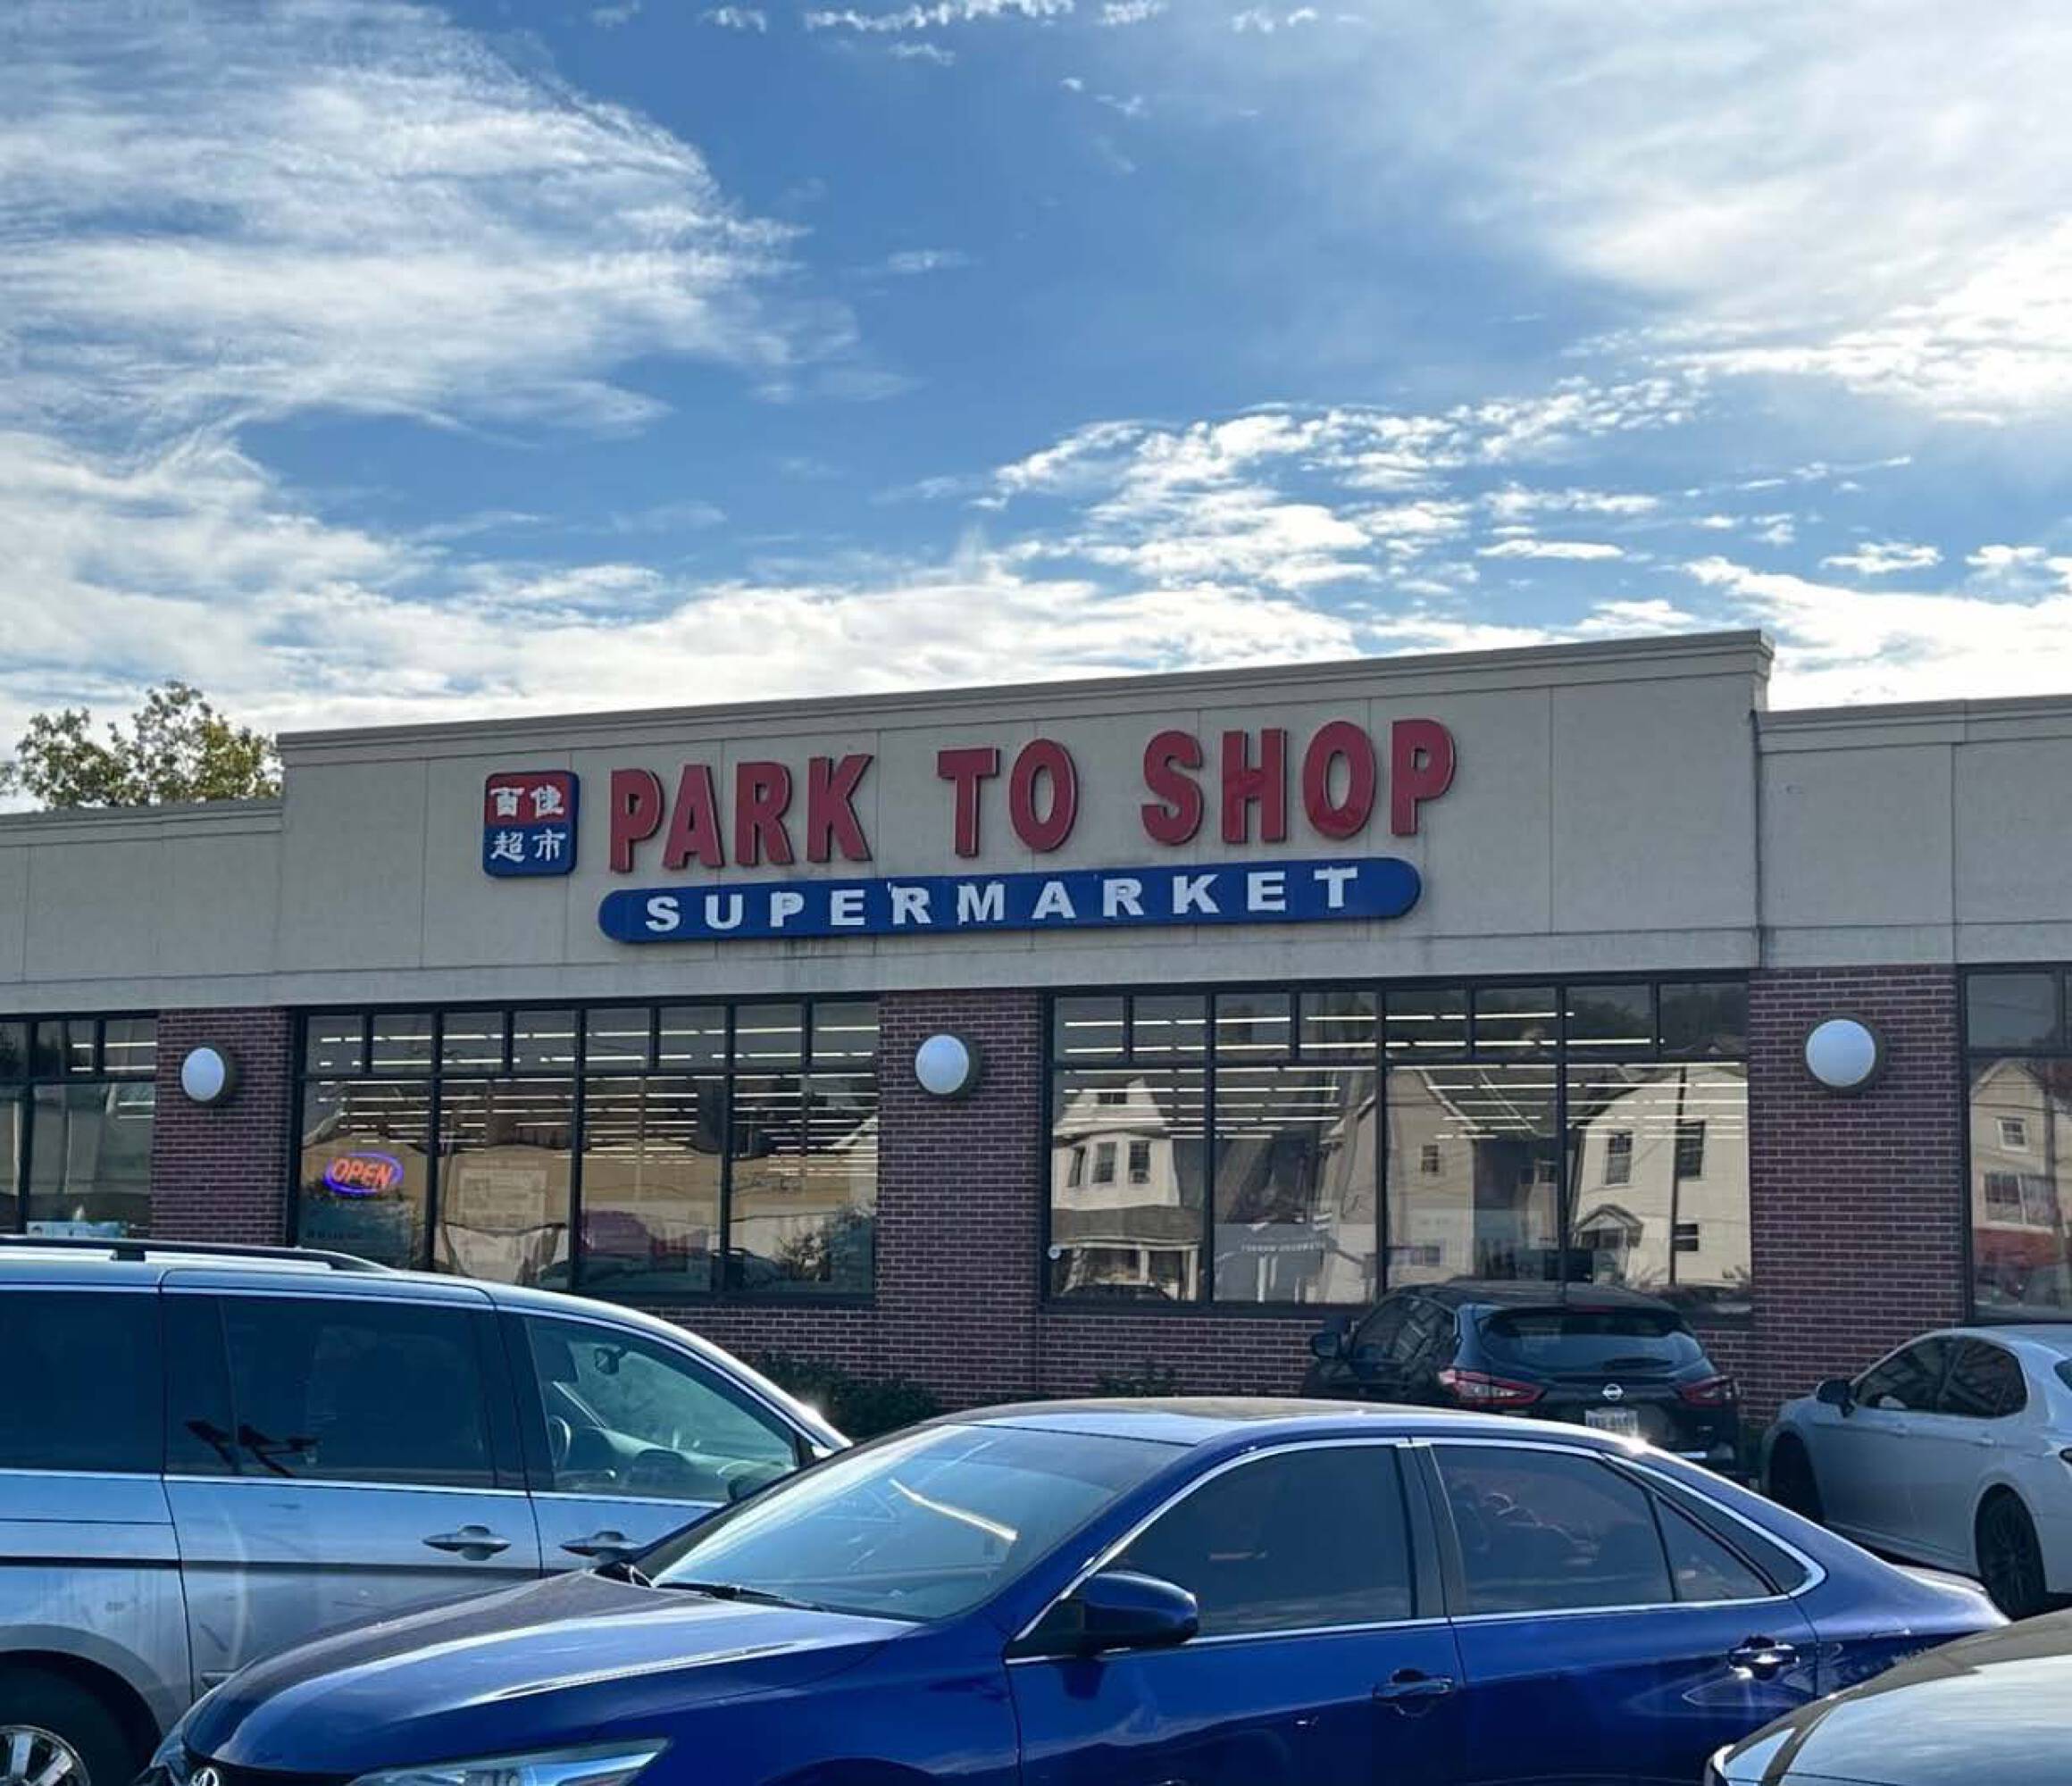 百佳
超市
PARK TO SHOP
SUPERMARKET
OPEN